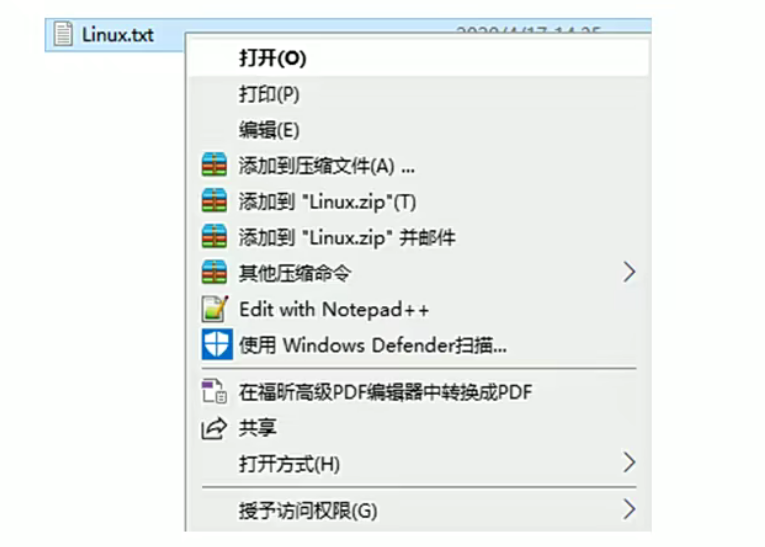 Linux.txt
打开(O)
打印(P)
编辑(E)
添加到压缩文件(A) ...
添加到 "Linux.zip"(T)
添加到 "Linux.zip" 并邮件
其他压缩命令
Edit with Notepad++
使用 Windows Defender扫描...
在福昕高级PDF编辑器中转换成PDF
共享
打开方式(H)
授予访问权限(G)